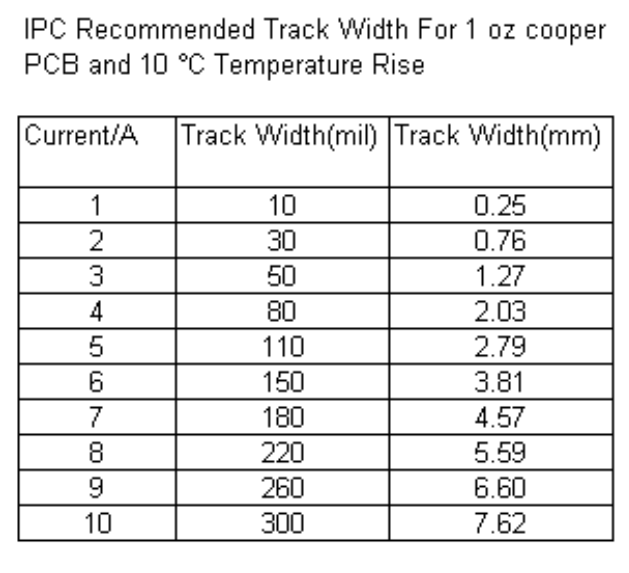 IPC Recommended Track Width For 1 oz cooper
PCB and 10 °C Temperature Rise
Current/A Track Width(mil) Track Width(mm)
1 10 0.25
2 30 0.76
3 50 1.27
4 80 2.03
5 110 2.79
6 150 3.81
7 180 4.57
8 220 5.59
9 260 6.60
10 300 7.62